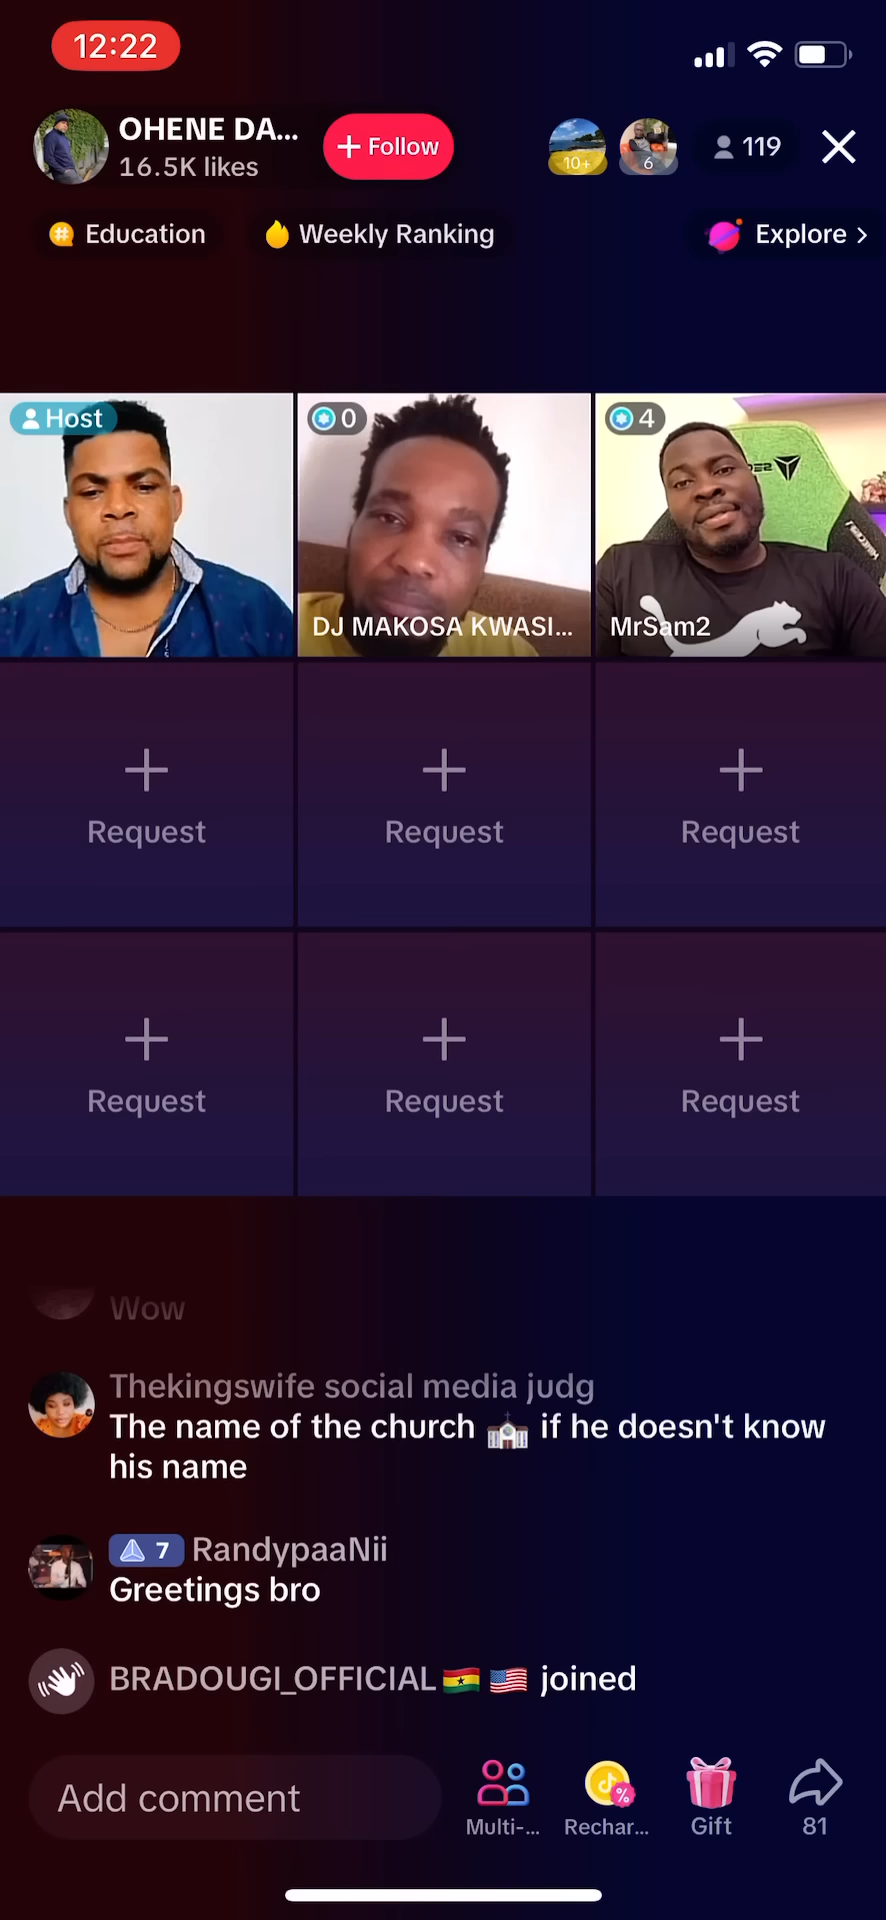 12:22
OHENE DA...
16.5K likes
+ Follow
10+
6
119
Education
Weekly Ranking
Explore >
Host
0
4
DJ MAKOSA KWASI...
MrSam2
Request
Request
Request
Request
Request
Request
Wow
Thekingswife social media judg
The name of the church ⛪ if he doesn't know
his name
7 RandypaaNii
Greetings bro
BRADOUGI_OFFICIAL 🇬🇭 🇺🇸 joined
Add comment
Multi-...
Rechar...
Gift
81